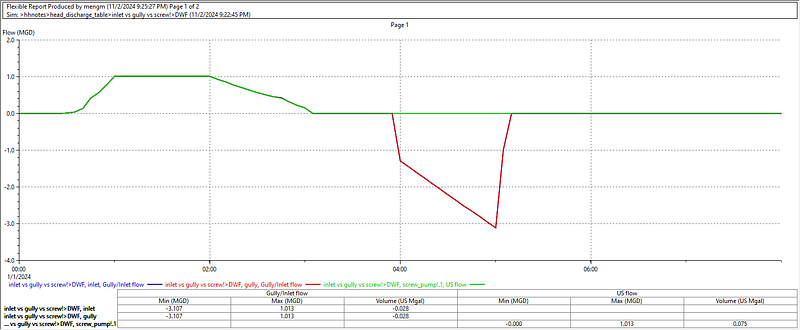 Flexible Report Produced by mengm (11/2/2024 9:25:27 PM) Page 1 of 2
Sim: >hhnotes>head_discharge_table>inlet vs gully vs screw!>DWF (11/2/2024 9:22:45 PM)
Page 1
Flow (MGD)
2.0
1.0
0.0
-1.0
-2.0
-3.0
-4.0
00:00 02:00 04:00 06:00
1/1/2024
inlet vs gully vs screw!>DWF, inlet, Gully/Inlet flow inlet vs gully vs screw!>DWF, gully, Gully/Inlet flow inlet vs gully vs screw!>DWF, screw_pump!.1, US flow
Gully/Inlet flow US flow
Min (MGD) Max (MGD) Volume (US Mgal) Min (MGD) Max (MGD) Volume (US Mgal)
inlet vs gully vs screw!>DWF, inlet -3.107 1.013 -0.028
inlet vs gully vs screw!>DWF, gully -3.107 1.013 -0.028
... vs gully vs screw!>DWF, screw_pump!.1 -0.000 1.013 0.075